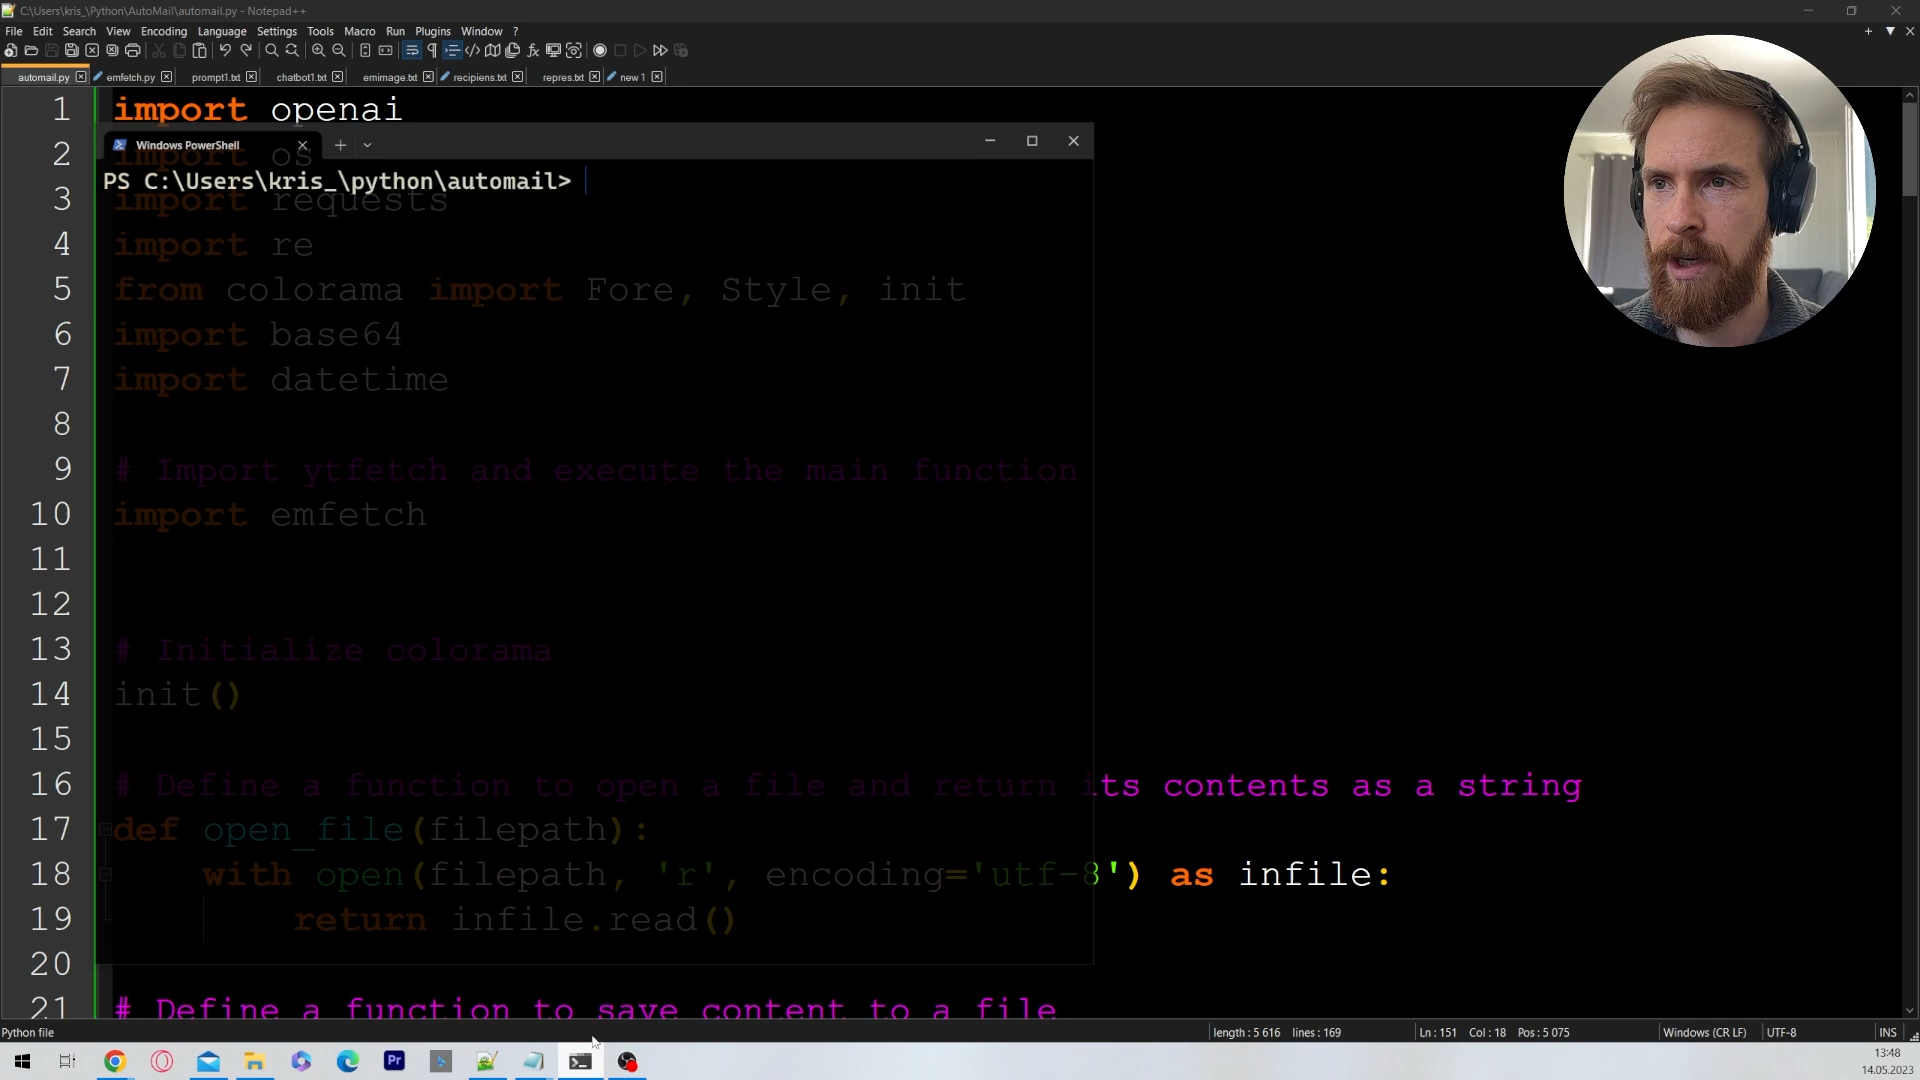 C:\Users\kris_\Python\AutoMail\automail.py - Notepad++
File Edit Search View Encoding Language Settings Tools Macro Run Plugins Window ?
automail.py emfetch.py prompt1.txt chatbot1.txt emimage.txt recipiens.txt repres.txt new 1
1 import openai
Windows PowerShell
2 import os
PS C:\Users\kris_\python\automail>
3 import requests
4 import re
5 from colorama import Fore, Style, init
6 import base64
7 import datetime
8
9 # Import ytfetch and execute the main function
10 import emfetch
11
12
13 # Initialize colorama
14 init()
15
16 # Define a function to open a file and return its contents as a string
17 def open_file(filepath):
18 with open(filepath, 'r', encoding='utf-8') as infile:
19 return infile.read()
20
21 # Define a function to save content to a file
Python file length : 5 616 lines : 169 Ln : 151 Col : 18 Pos : 5 075 Windows (CR LF) UTF-8 INS
Pr
13:48
14.05.2023